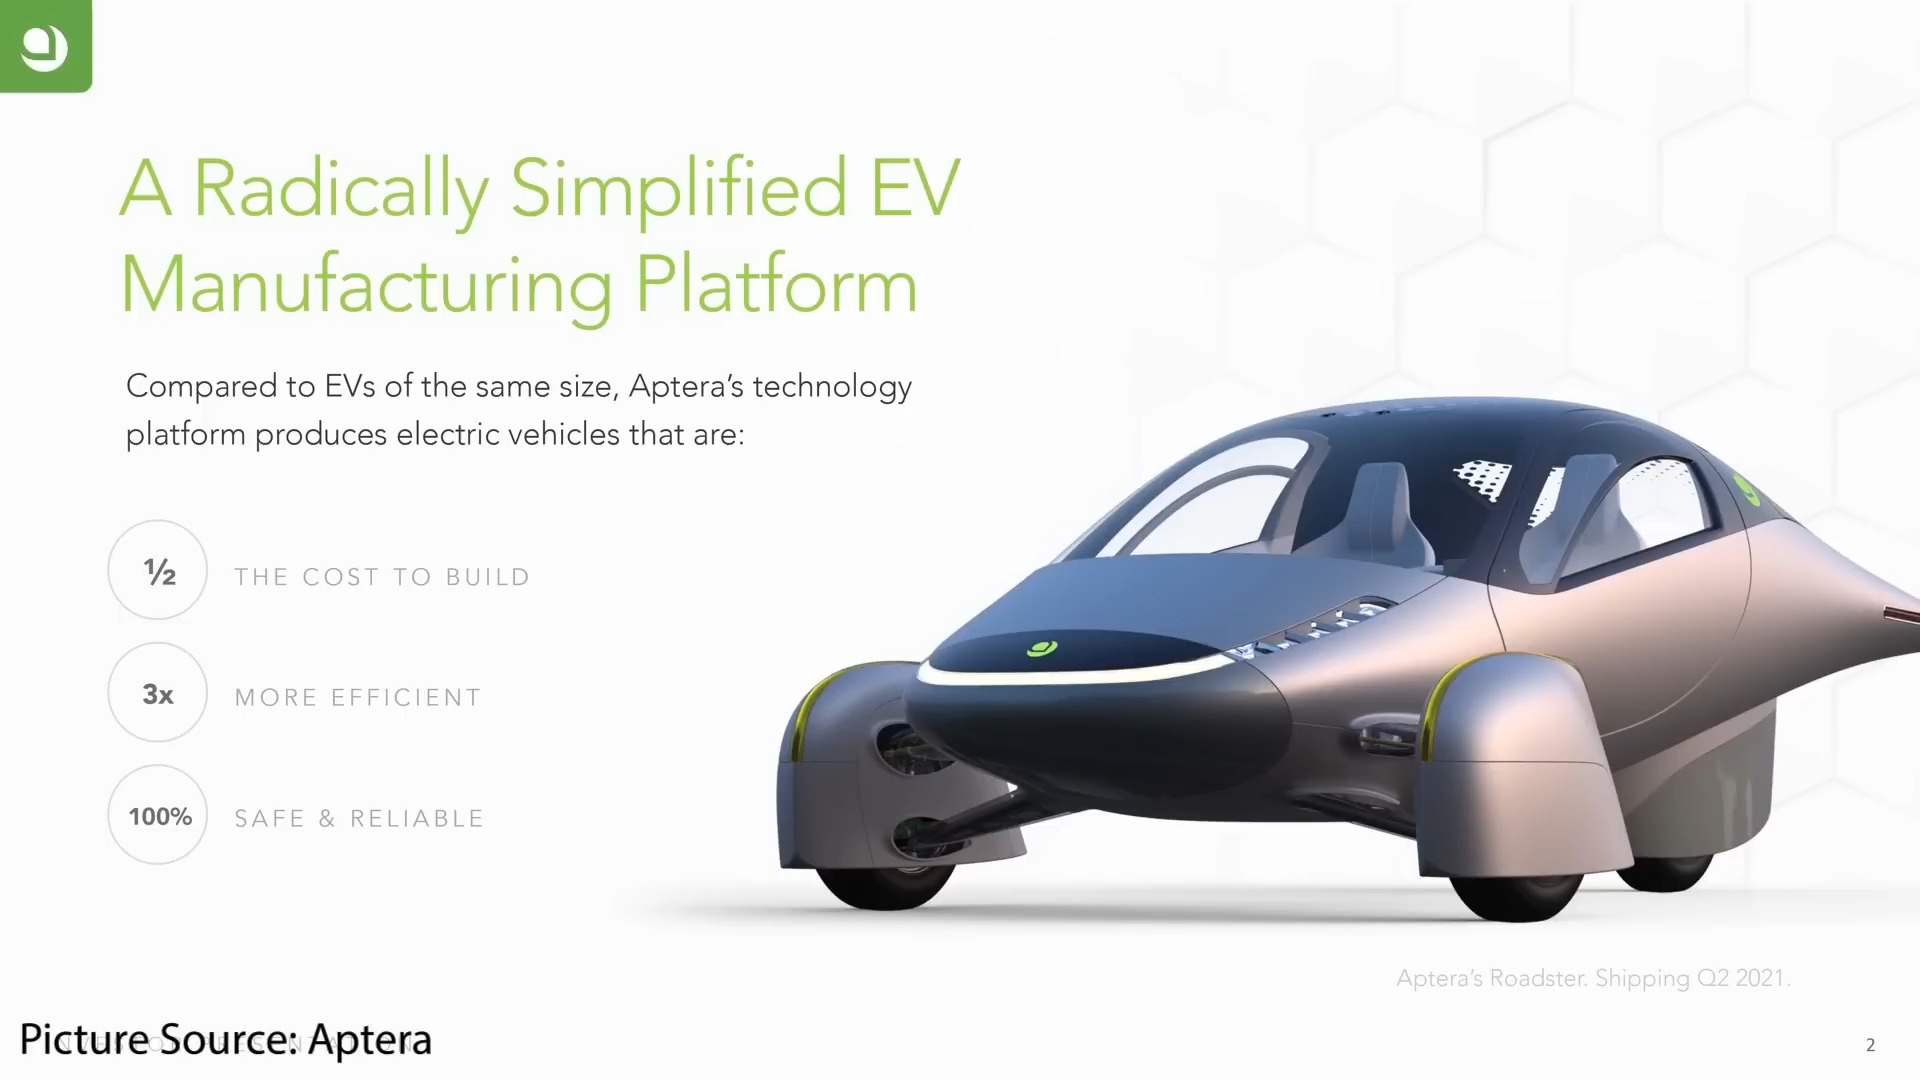 A Radically Simplified EV
Manufacturing Platform
Compared to EVs of the same size, Aptera’s technology
platform produces electric vehicles that are:
½ THE COST TO BUILD
3x MORE EFFICIENT
100% SAFE & RELIABLE
Aptera’s Roadster. Shipping Q2 2021.
Picture Source: Aptera
2